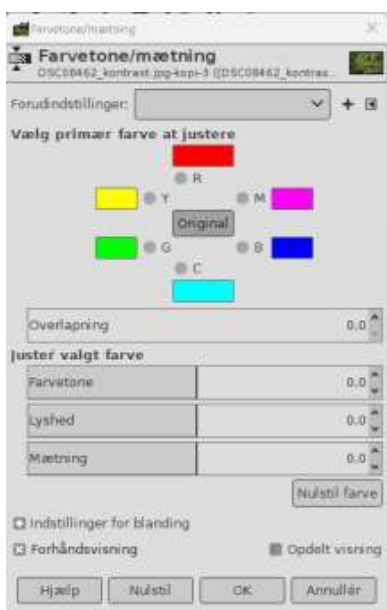 Farvetone/mætning
Farvetone/mætning
DSC08462_kontrast.jpg-kopi-3 ([DSC08462_kontras...
Forudindstillinger:
Vælg primær farve at justere
R
Y M
Original
G B
C
Overlapning 0.0
Juster valgt farve
Farvetone 0.0
Lyshed 0.0
Mætning 0.0
Nulstil farve
Indstillinger for blanding
Forhåndsvisning Opdelt visning
Hjælp Nulstil OK Annullér